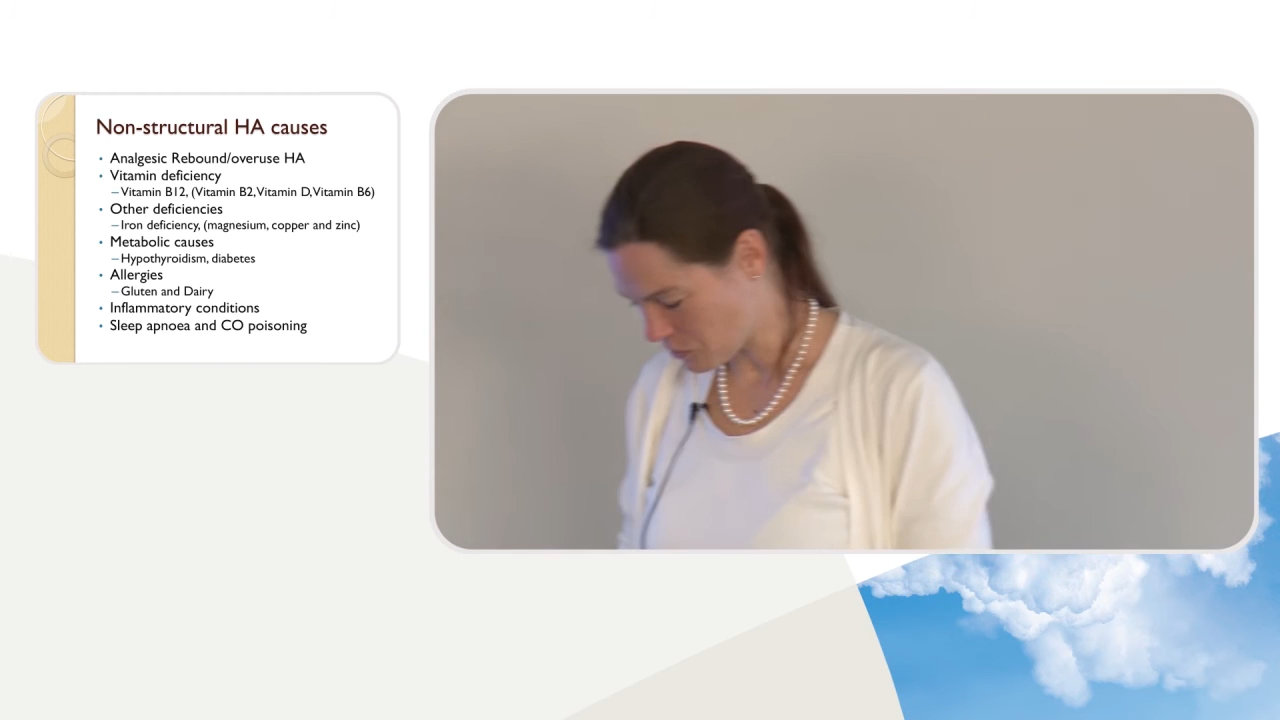 Non-structural HA causes
• Analgesic Rebound/overuse HA
• Vitamin deficiency
–Vitamin B12, (Vitamin B2,Vitamin D,Vitamin B6)
• Other deficiencies
–Iron deficiency, (magnesium, copper and zinc)
• Metabolic causes
–Hypothyroidism, diabetes
• Allergies
–Gluten and Dairy
• Inflammatory conditions
• Sleep apnoea and CO poisoning